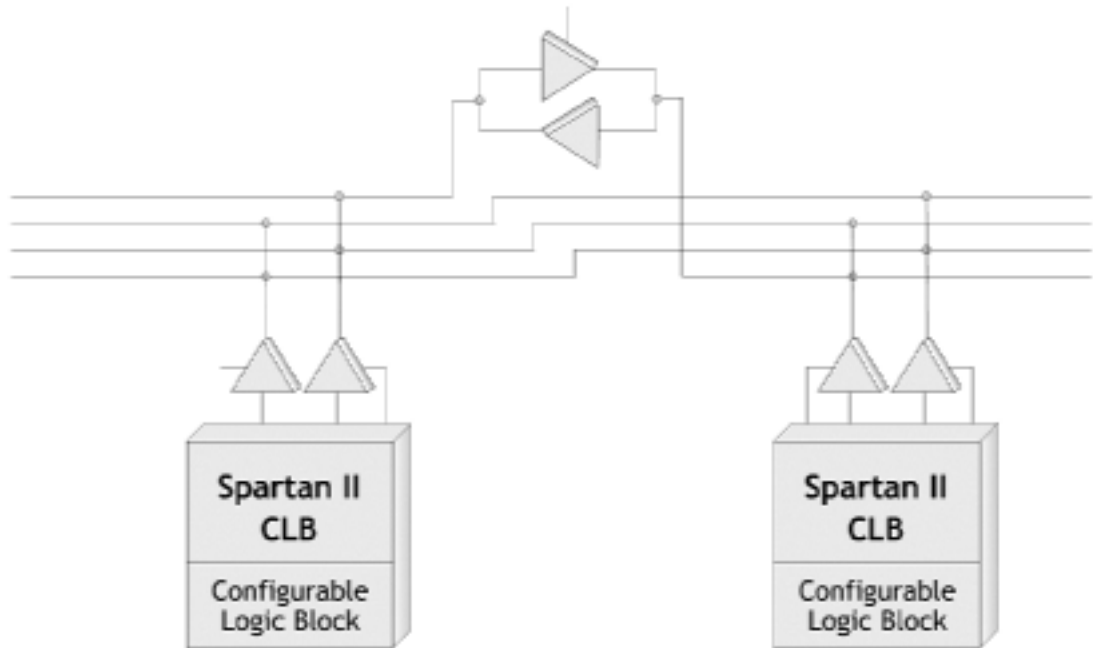 Spartan II
CLB
Configurable
Logic Block
Spartan II
CLB
Configurable
Logic Block